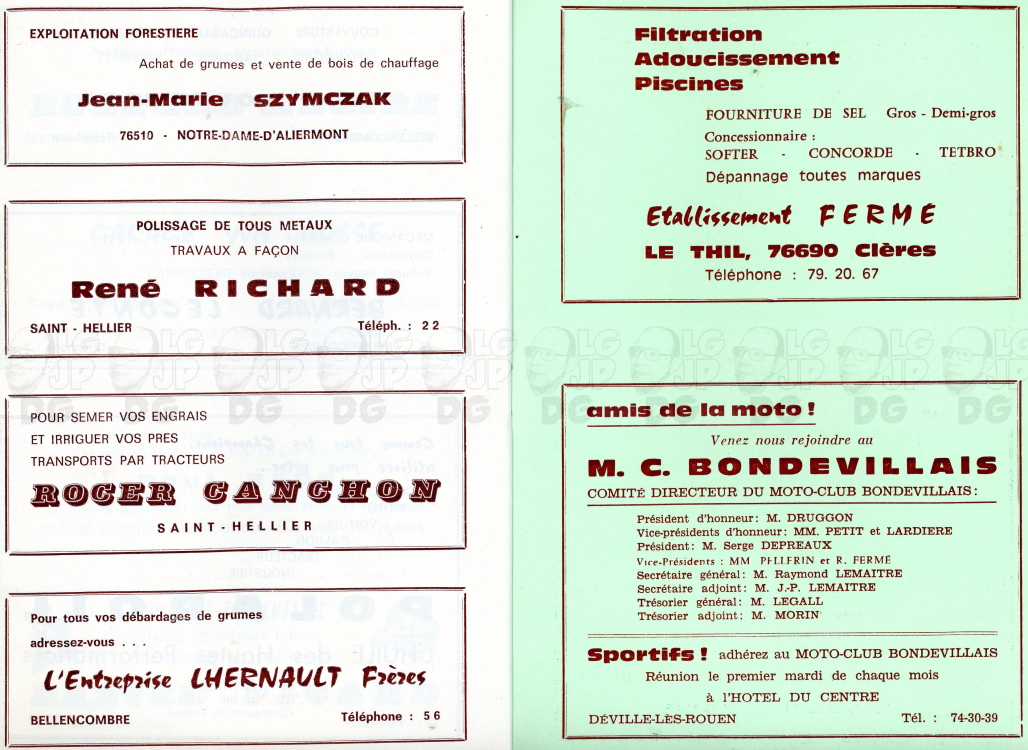 EXPLOITATION FORESTIERE
Achat de grumes et vente de bois de chauffage
Jean-Marie SZYMCZAK
76510 - NOTRE-DAME-D'ALIERMONT
POLISSAGE DE TOUS METAUX
TRAVAUX A FAÇON
René RICHARD
SAINT - HELLIER Téléph. : 22
POUR SEMER VOS ENGRAIS
ET IRRIGUER VOS PRES
TRANSPORTS PAR TRACTEURS
ROGER CANCHON
SAINT-HELLIER
Pour tous vos débardages de grumes
adressez-vous . . .
L'Entreprise LHERNAULT Frères
BELLENCOMBRE Téléphone : 56
Filtration
Adoucissement
Piscines
FOURNITURE DE SEL Gros - Demi-gros
Concessionnaire :
SOFTER - CONCORDE - TETBRO
Dépannage toutes marques
Etablissement FERMÉ
LE THIL, 76690 Clères
Téléphone : 79. 20. 67
amis de la moto !
Venez nous rejoindre au
M. C. BONDEVILLAIS
COMITÉ DIRECTEUR DU MOTO-CLUB BONDEVILLAIS :
Président d'honneur: M. DRUGGON
Vice-présidents d'honneur: MM. PETIT et LARDIERE
Président: M. Serge DEPREAUX
Vice-Présidents : MM PELLERIN et R. FERMÉ
Secrétaire général: M. Raymond LEMAITRE
Secrétaire adjoint: M. J.-P. LEMAITRE
Trésorier général: M. LEGALL
Trésorier adjoint: M. MORIN
Sportifs ! adhérez au MOTO-CLUB BONDEVILLAIS
Réunion le premier mardi de chaque mois
à l'HOTEL DU CENTRE
DÉVILLE-LÈS-ROUEN Tél. : 74-30-39
LG JP DG